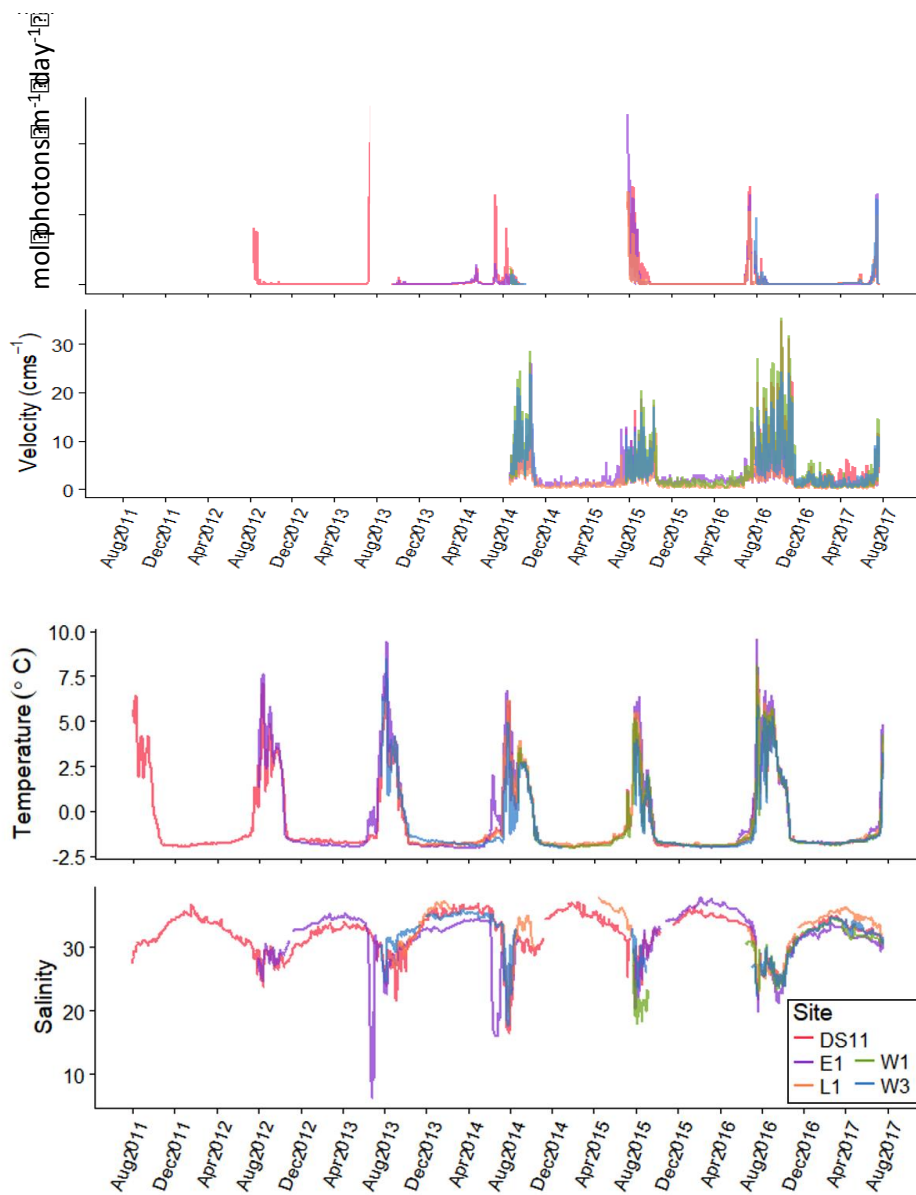 mol photons m⁻¹ day⁻¹
Velocity (cms⁻¹)
30
20
10
0
Aug2011
Dec2011
Apr2012
Aug2012
Dec2012
Apr2013
Aug2013
Dec2013
Apr2014
Aug2014
Dec2014
Apr2015
Aug2015
Dec2015
Apr2016
Aug2016
Dec2016
Apr2017
Aug2017
Temperature (° C)
10.0
7.5
5.0
2.5
0.0
-2.5
Salinity
30
20
10
Site
DS11
E1 W1
L1 W3
Aug2011
Dec2011
Apr2012
Aug2012
Dec2012
Apr2013
Aug2013
Dec2013
Apr2014
Aug2014
Dec2014
Apr2015
Aug2015
Dec2015
Apr2016
Aug2016
Dec2016
Apr2017
Aug2017